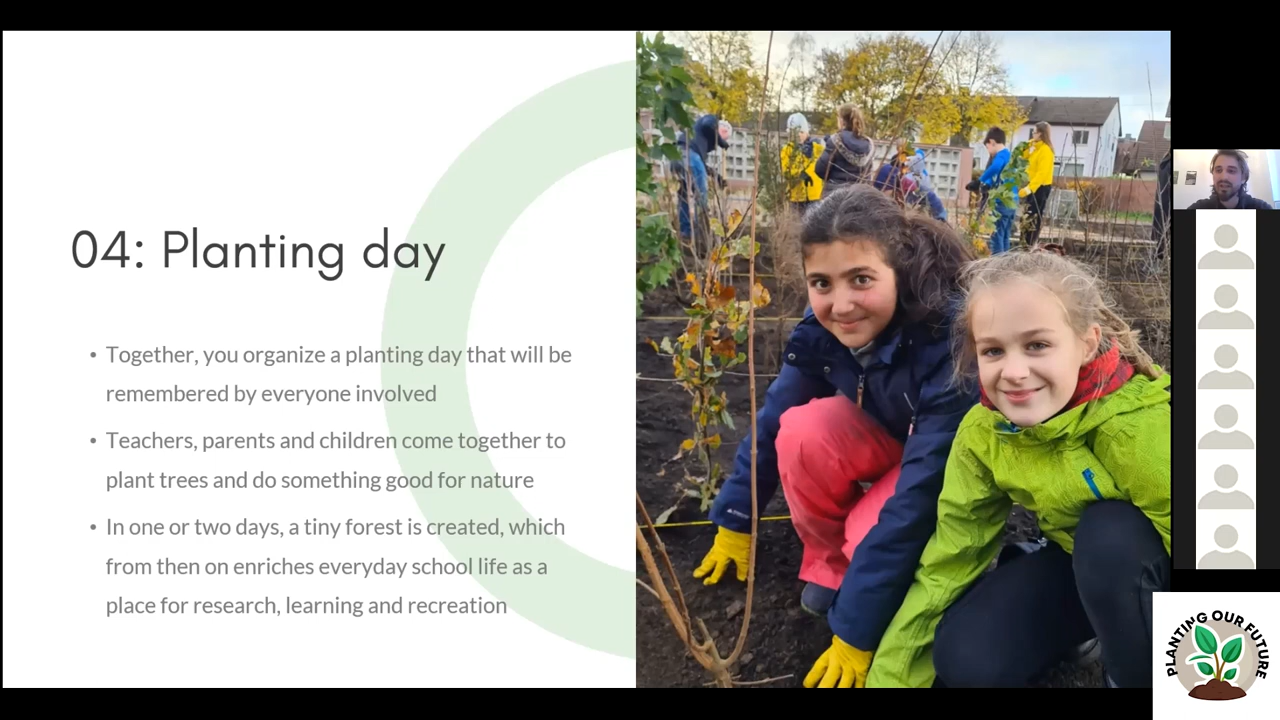 04: Planting day
• Together, you organize a planting day that will be
remembered by everyone involved
• Teachers, parents and children come together to
plant trees and do something good for nature
• In one or two days, a tiny forest is created, which
from then on enriches everyday school life as a
place for research, learning and recreation
PLANTING OUR FUTURE